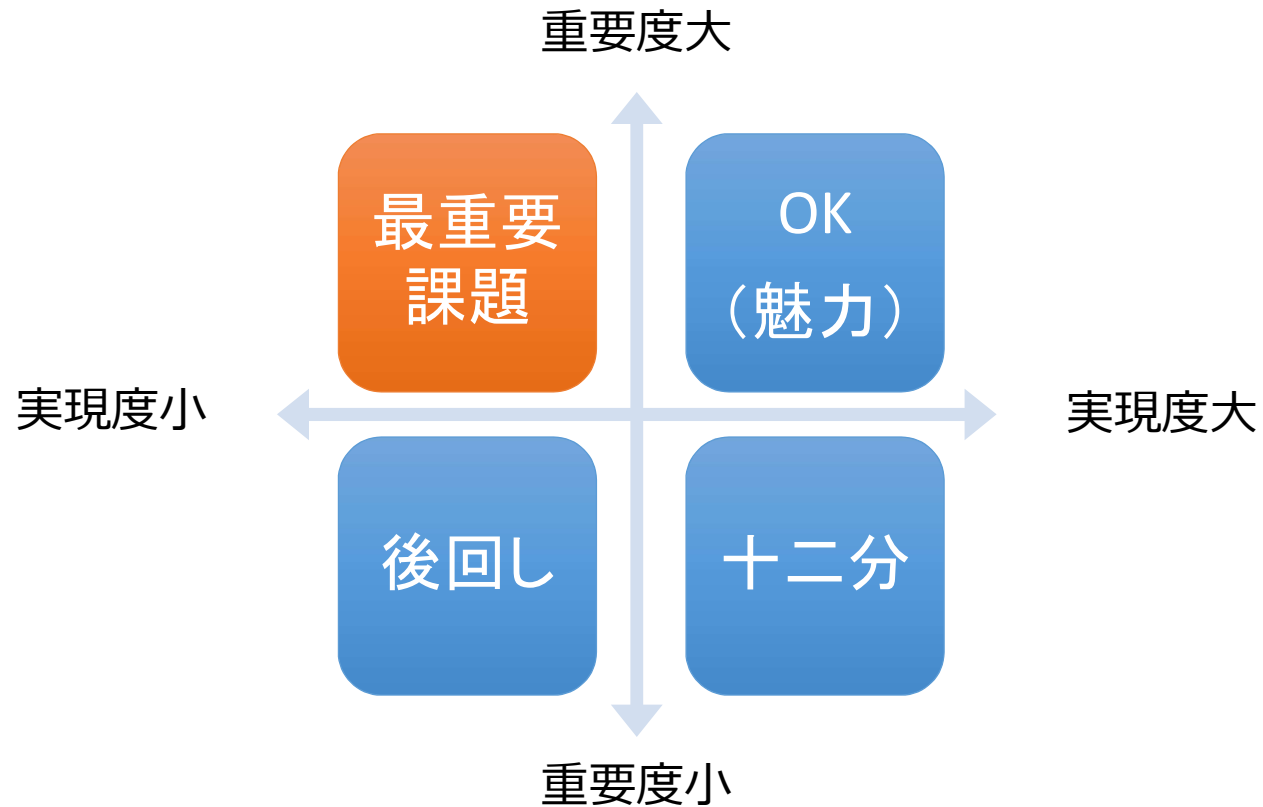 重要度大
最重要
課題
OK
（魅力）
実現度小
実現度大
後回し
十二分
重要度小